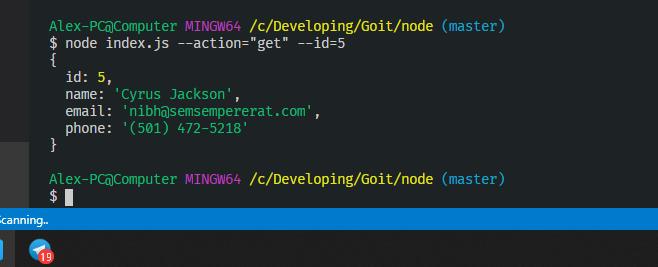 Alex-PC@Computer MINGW64 /c/Developing/Goit/node (master)
$ node index.js --action="get" --id=5
{
  id: 5,
  name: 'Cyrus Jackson',
  email: 'nibh@semsempererat.com',
  phone: '(501) 472-5218'
}
Alex-PC@Computer MINGW64 /c/Developing/Goit/node (master)
$
Scanning..
19